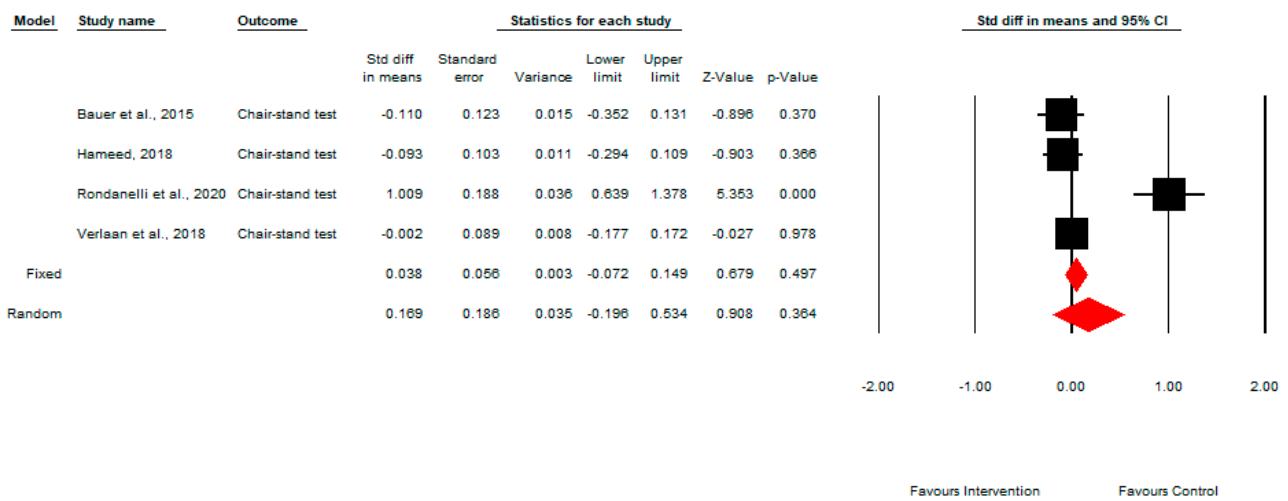 Model Study name Outcome Statistics for each study Std diff in means and 95% CI
Std diff Standard Lower Upper
in means error Variance limit limit Z-Value p-Value
Bauer et al., 2015 Chair-stand test -0.110 0.123 0.015 -0.352 0.131 -0.896 0.370
Hameed, 2018 Chair-stand test -0.093 0.103 0.011 -0.294 0.109 -0.903 0.366
Rondanelli et al., 2020 Chair-stand test 1.009 0.188 0.036 0.639 1.378 5.353 0.000
Verlaan et al., 2018 Chair-stand test -0.002 0.089 0.008 -0.177 0.172 -0.027 0.978
Fixed 0.038 0.056 0.003 -0.072 0.149 0.679 0.497
Random 0.169 0.186 0.035 -0.196 0.534 0.908 0.364
-2.00 -1.00 0.00 1.00 2.00
Favours Intervention Favours Control